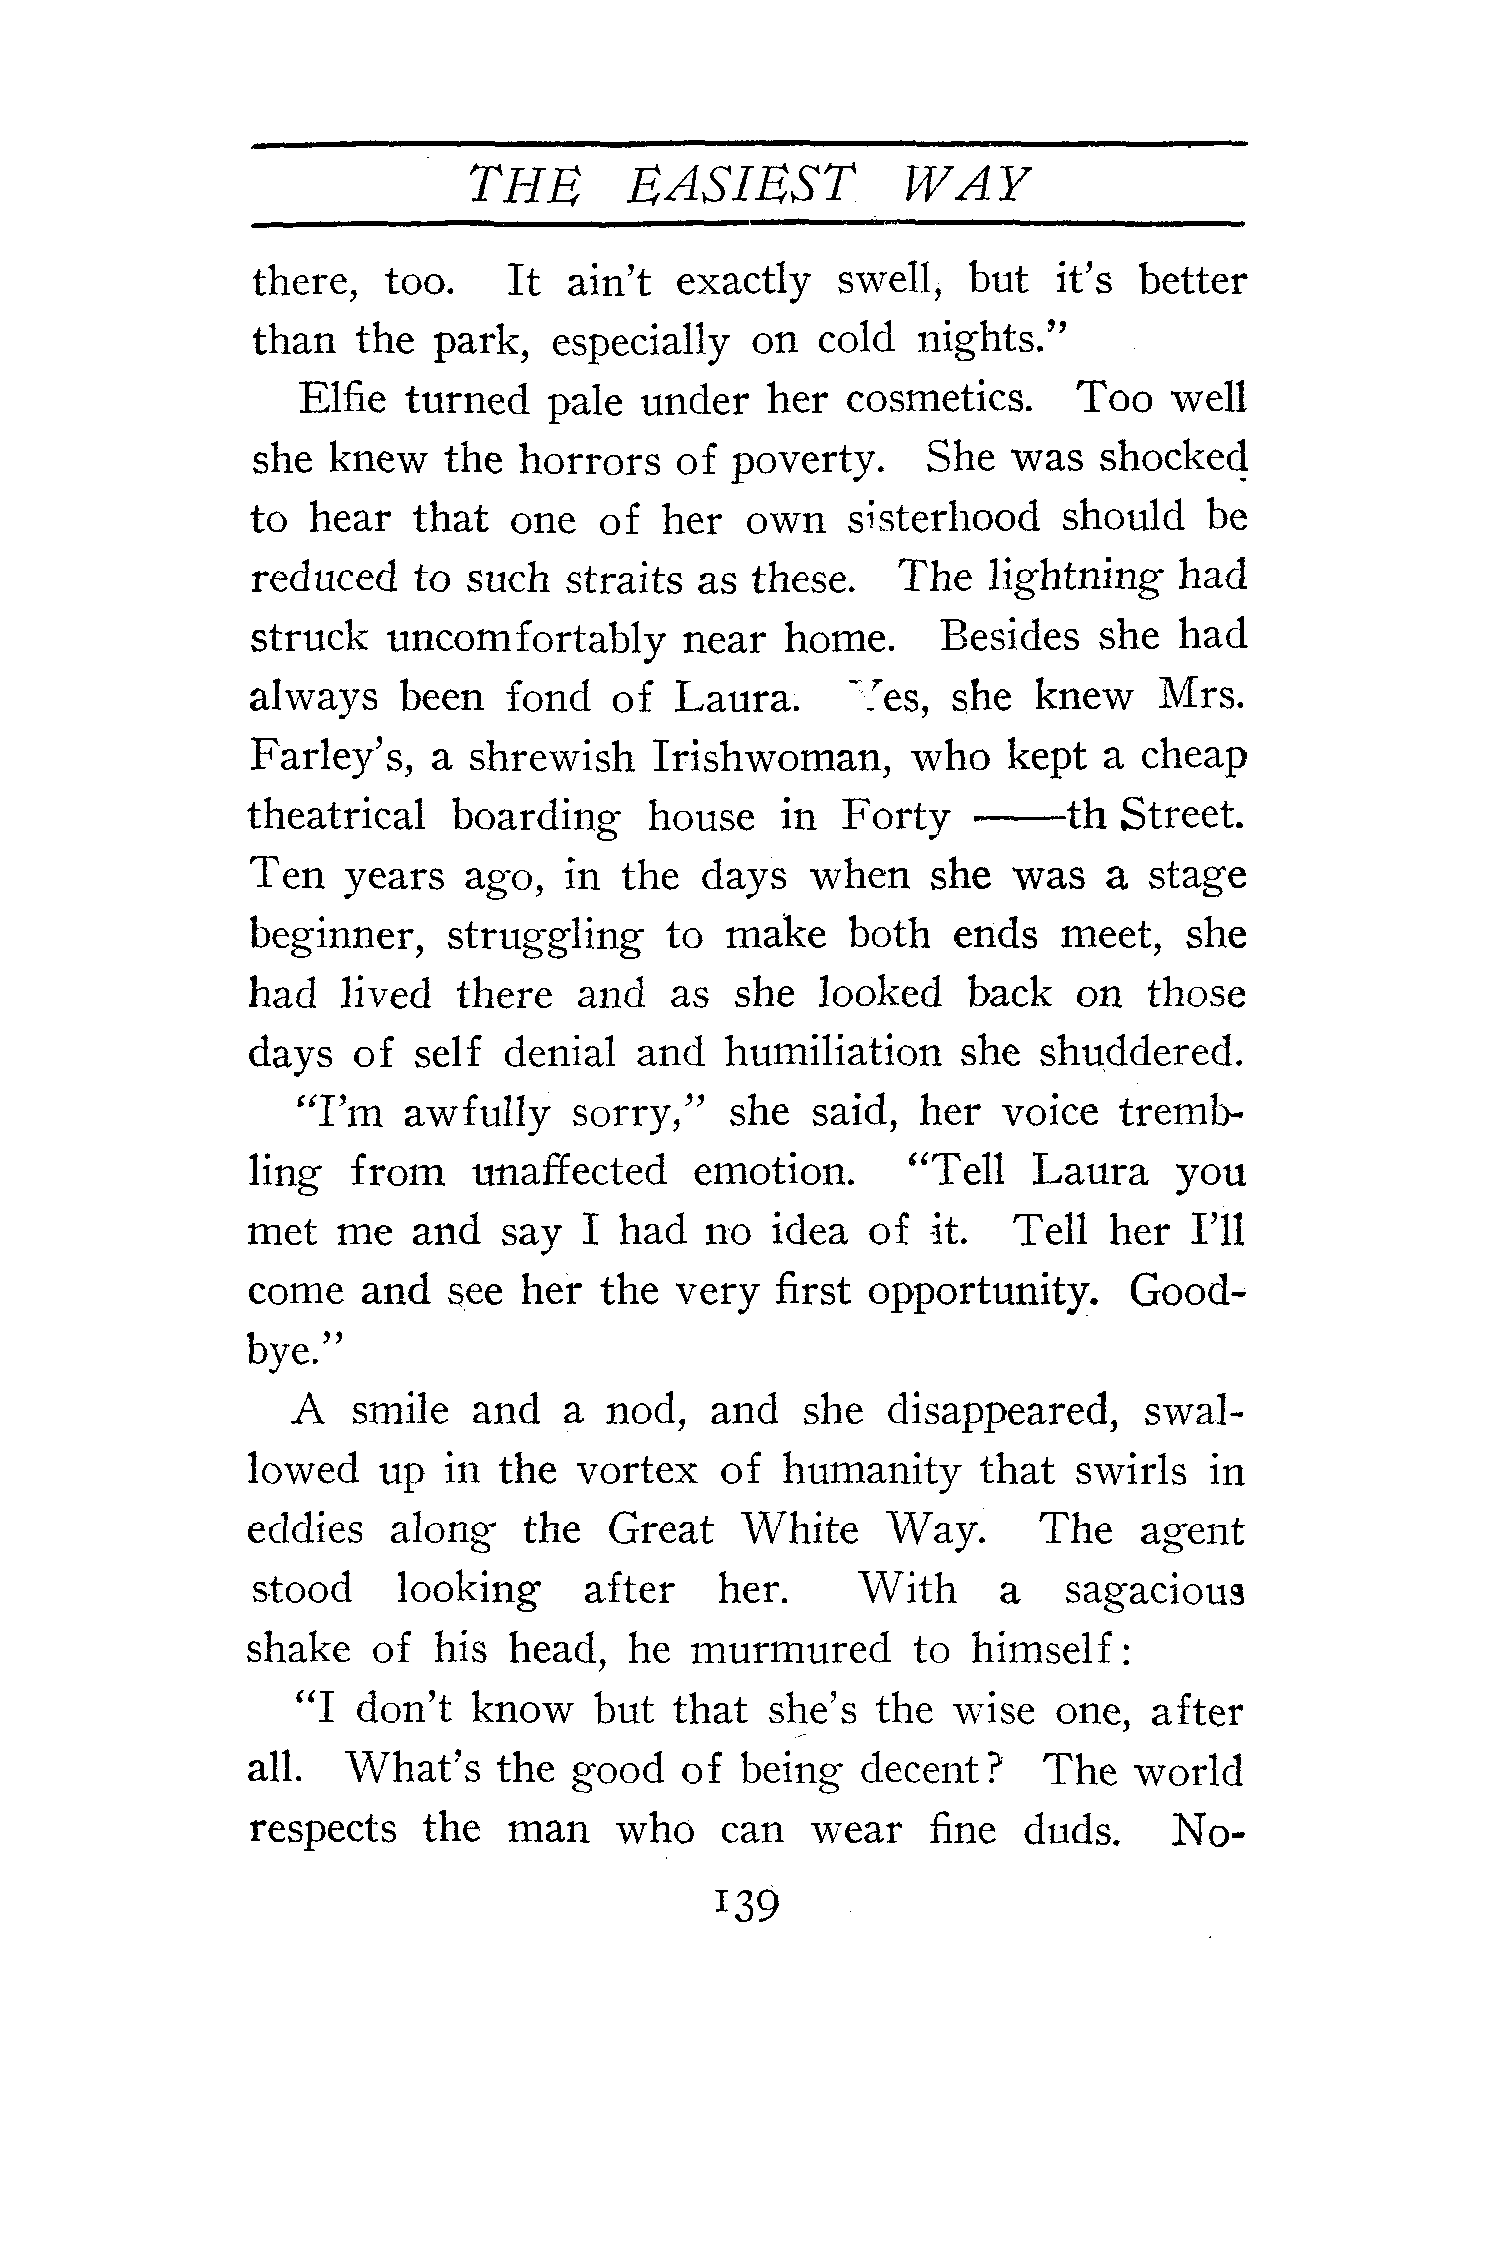 THE EASIEST WAY
there, too. It ain't exactly swell, but it's better
than the park, especially on cold nights."
Elfie turned pale under her cosmetics. Too well
she knew the horrors of poverty. She was shocked
to hear that one of her own sisterhood should be
reduced to such straits as these. The lightning had
struck uncomfortably near home. Besides she had
always been fond of Laura. Yes, she knew Mrs.
Farley's, a shrewish Irishwoman, who kept a cheap
theatrical boarding house in Forty ——th Street.
Ten years ago, in the days when she was a stage
beginner, struggling to make both ends meet, she
had lived there and as she looked back on those
days of self denial and humiliation she shuddered.
"I'm awfully sorry," she said, her voice tremb-
ling from unaffected emotion. "Tell Laura you
met me and say I had no idea of it. Tell her I'll
come and see her the very first opportunity. Good-
bye."
A smile and a nod, and she disappeared, swal-
lowed up in the vortex of humanity that swirls in
eddies along the Great White Way. The agent
stood looking after her. With a sagacious
shake of his head, he murmured to himself:
"I don't know but that she's the wise one, after
all. What's the good of being decent? The world
respects the man who can wear fine duds. No-
139